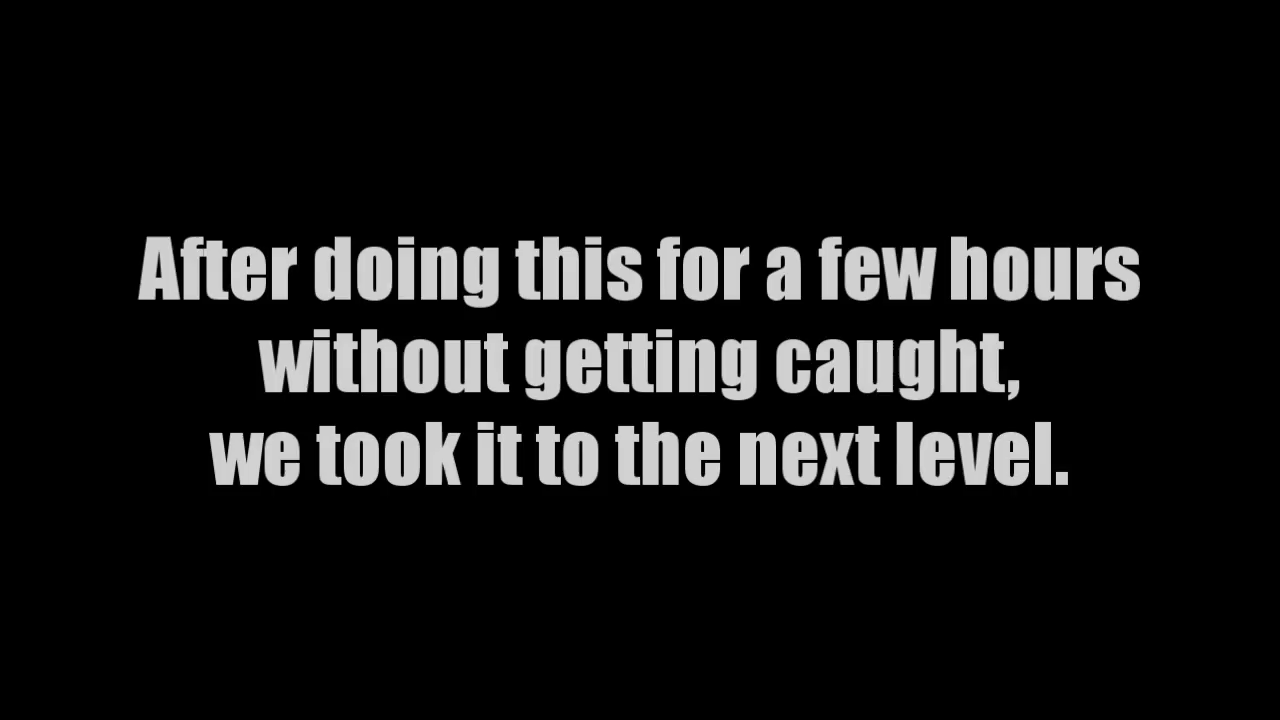 After doing this for a few hours
without getting caught,
we took it to the next level.